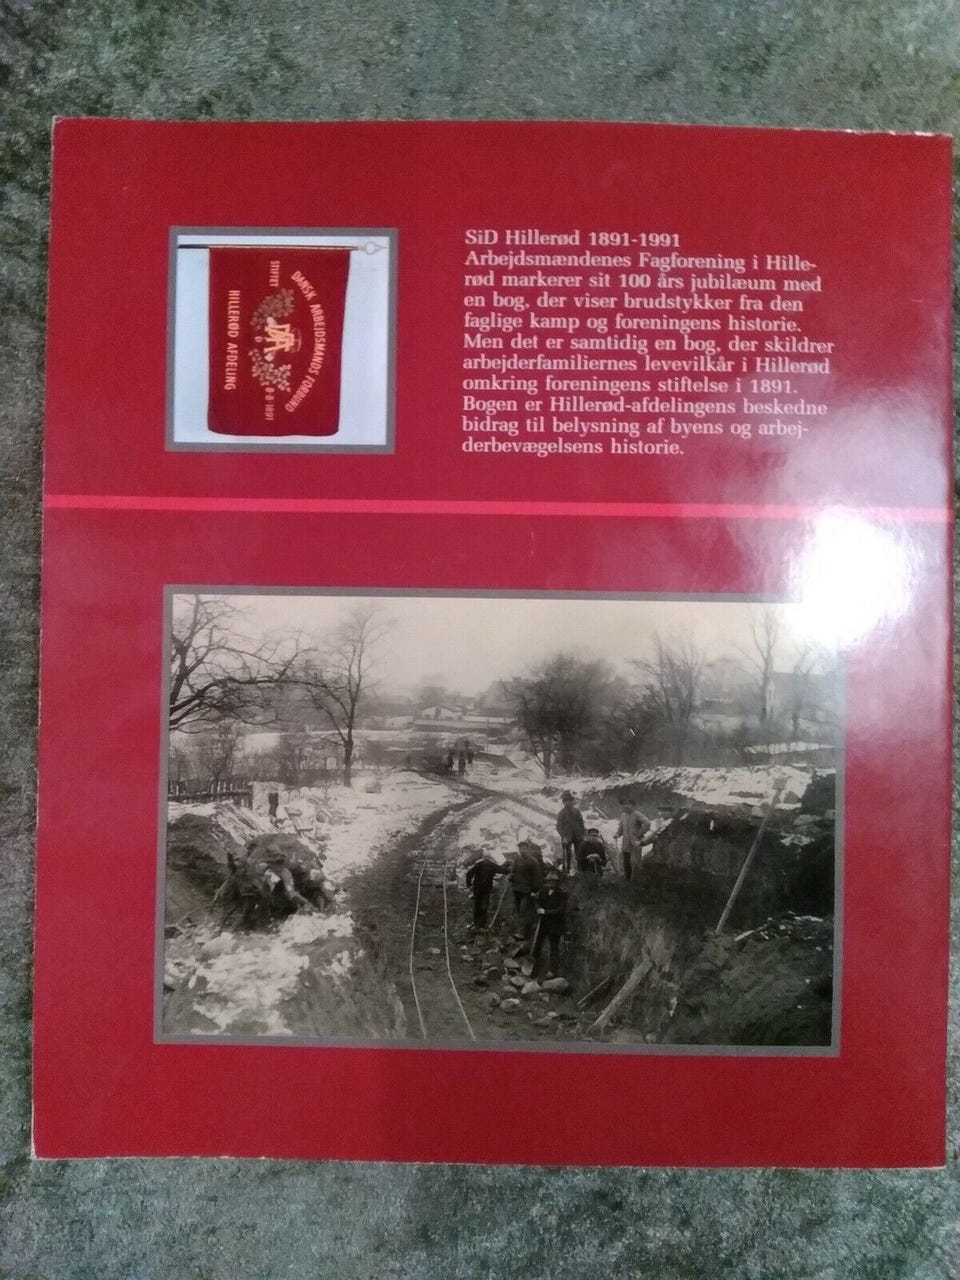 DANSK ARBEJDSMANDS FORBUND
STIFTET
8-8-1891
HILLERØD AFDELING
SiD Hillerød 1891-1991
Arbejdsmændenes Fagforening i Hille-
rød markerer sit 100 års jubilæum med
en bog, der viser brudstykker fra den
faglige kamp og foreningens historie.
Men det er samtidig en bog, der skildrer
arbejderfamiliernes levevilkår i Hillerød
omkring foreningens stiftelse i 1891.
Bogen er Hillerød-afdelingens beskedne
bidrag til belysning af byens og arbej-
derbevægelsens historie.